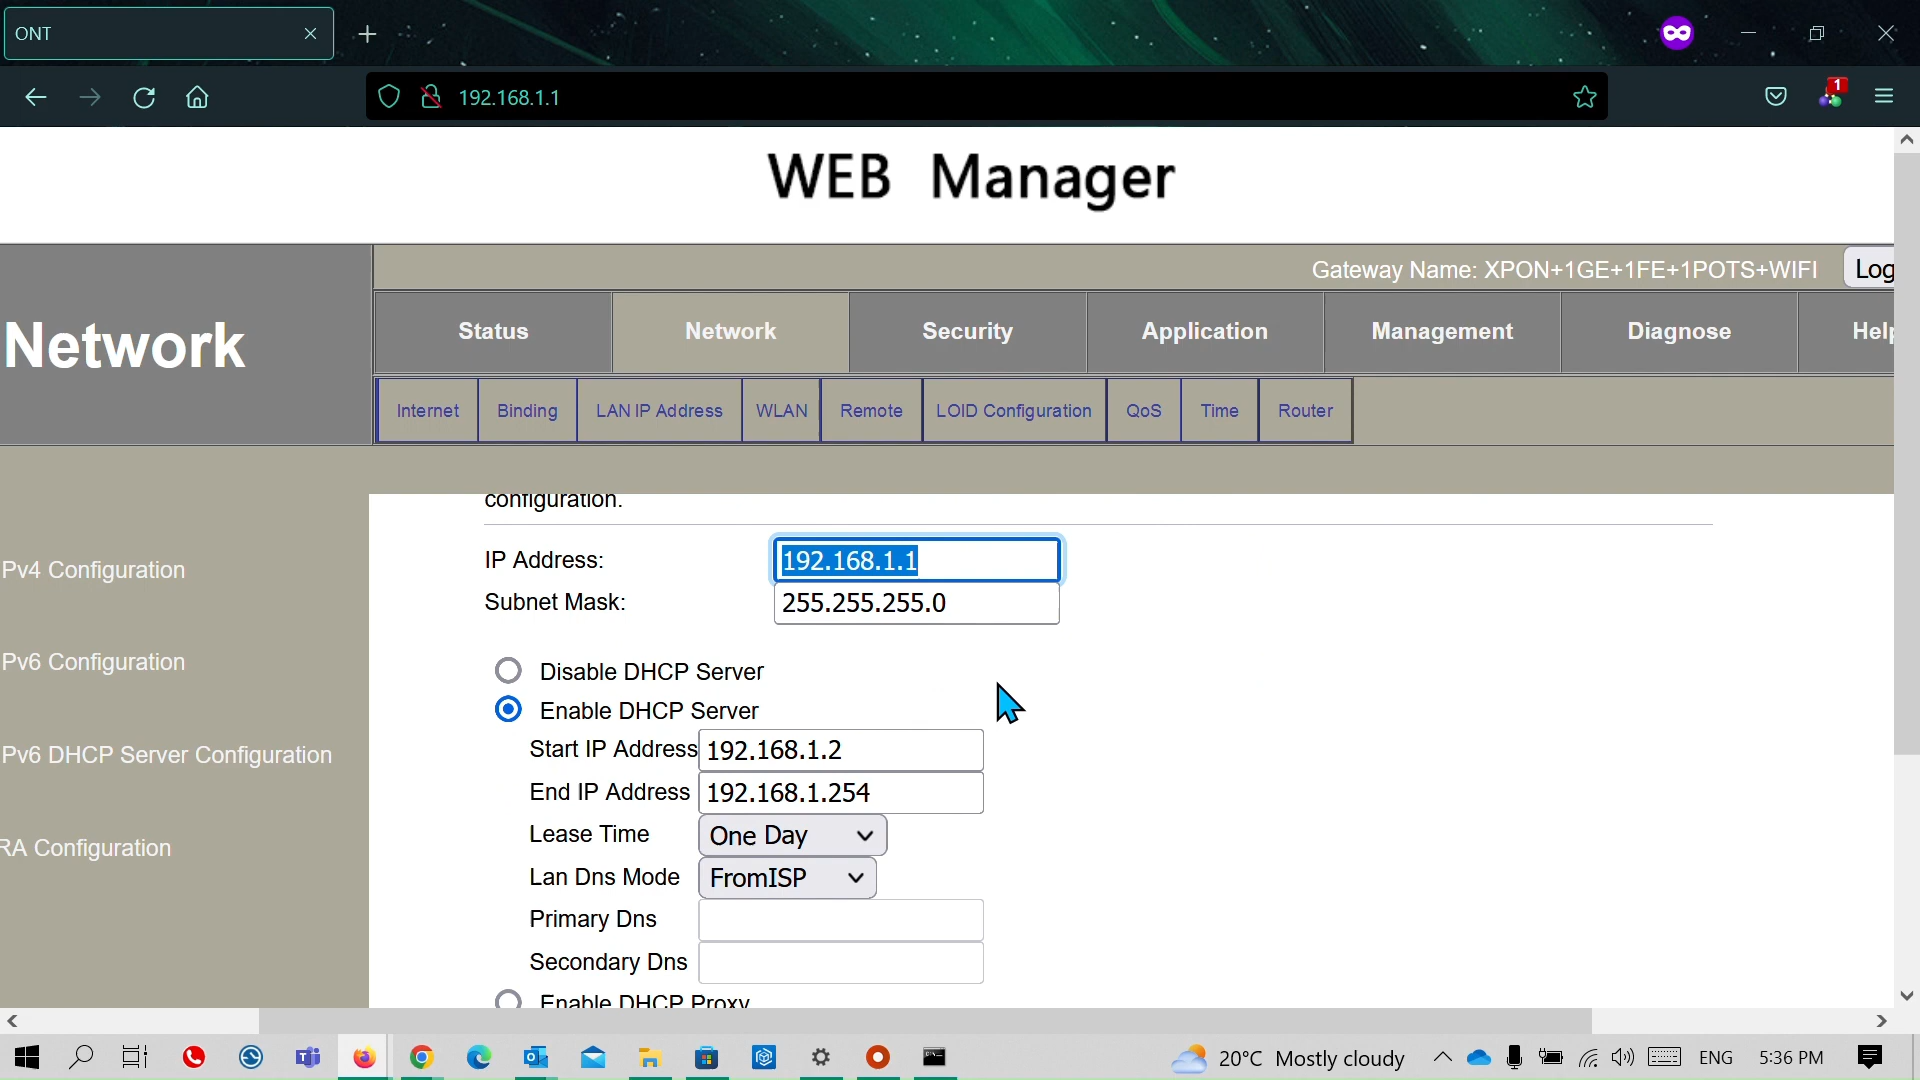 ONT
192.168.1.1
1
WEB Manager
Gateway Name: XPON+1GE+1FE+1POTS+WIFI
Log
Network
Status
Network
Security
Application
Management
Diagnose
Help
Internet
Binding
LAN IP Address
WLAN
Remote
LOID Configuration
QoS
Time
Router
Pv4 Configuration
Pv6 Configuration
Pv6 DHCP Server Configuration
RA Configuration
configuration.
IP Address: 192.168.1.1
Subnet Mask: 255.255.255.0
Disable DHCP Server
Enable DHCP Server
Start IP Address 192.168.1.2
End IP Address 192.168.1.254
Lease Time One Day
Lan Dns Mode FromISP
Primary Dns
Secondary Dns
Enable DHCP Proxy
20°C Mostly cloudy
ENG
5:36 PM